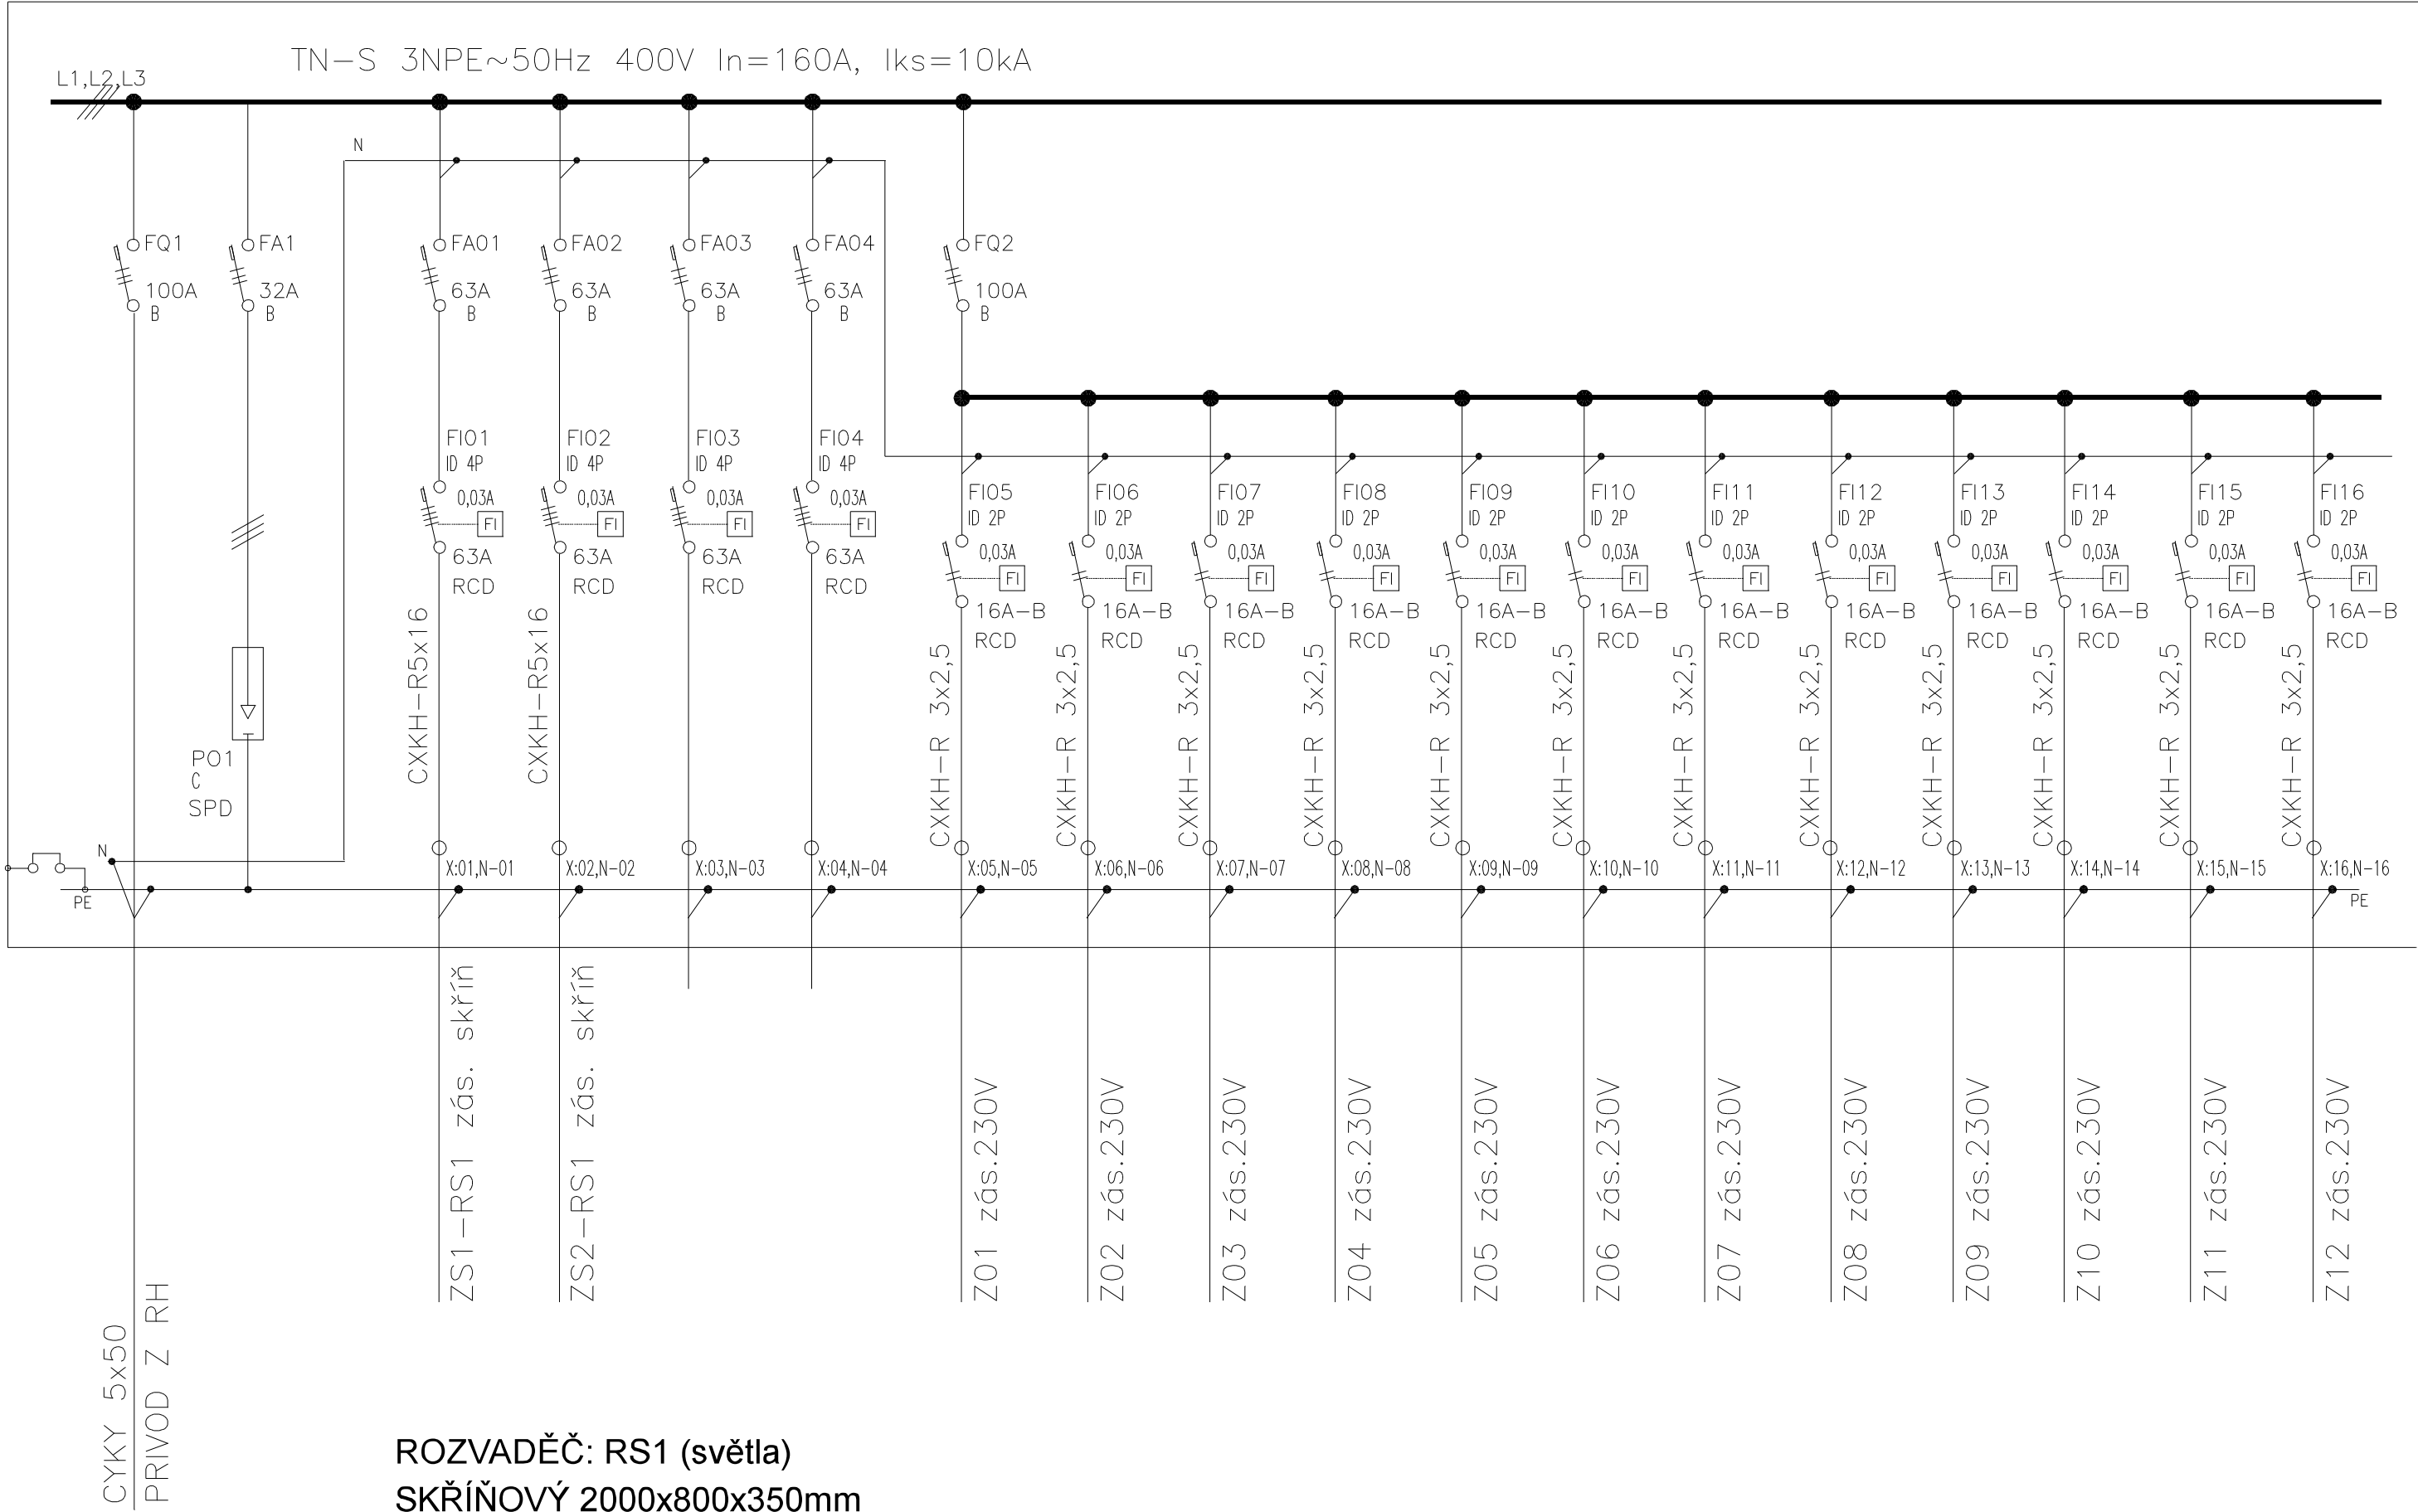 TN-S 3NPE~50Hz 400V In=160A, Iks=10kA
L1,L2,L3
N
FQ1
100A
B
FA1
32A
B
FA01
63A
B
FA02
63A
B
FA03
63A
B
FA04
63A
B
FQ2
100A
B
FI01
ID 4P
0,03A
FI
63A
RCD
FI02
ID 4P
0,03A
FI
63A
RCD
FI03
ID 4P
0,03A
FI
63A
RCD
FI04
ID 4P
0,03A
FI
63A
RCD
FI05
ID 2P
0,03A
FI
16A-B
RCD
FI06
ID 2P
0,03A
FI
16A-B
RCD
FI07
ID 2P
0,03A
FI
16A-B
RCD
FI08
ID 2P
0,03A
FI
16A-B
RCD
FI09
ID 2P
0,03A
FI
16A-B
RCD
FI10
ID 2P
0,03A
FI
16A-B
RCD
FI11
ID 2P
0,03A
FI
16A-B
RCD
FI12
ID 2P
0,03A
FI
16A-B
RCD
FI13
ID 2P
0,03A
FI
16A-B
RCD
FI14
ID 2P
0,03A
FI
16A-B
RCD
FI15
ID 2P
0,03A
FI
16A-B
RCD
FI16
ID 2P
0,03A
FI
16A-B
RCD
CXKH-R5x16
CXKH-R5x16
CXKH-R 3x2,5
CXKH-R 3x2,5
CXKH-R 3x2,5
CXKH-R 3x2,5
CXKH-R 3x2,5
CXKH-R 3x2,5
CXKH-R 3x2,5
CXKH-R 3x2,5
CXKH-R 3x2,5
CXKH-R 3x2,5
CXKH-R 3x2,5
CXKH-R 3x2,5
PO1
C
SPD
N
PE
X:01,N-01
X:02,N-02
X:03,N-03
X:04,N-04
X:05,N-05
X:06,N-06
X:07,N-07
X:08,N-08
X:09,N-09
X:10,N-10
X:11,N-11
X:12,N-12
X:13,N-13
X:14,N-14
X:15,N-15
X:16,N-16
PE
CYKY 5x50
PRIVOD Z RH
ZS1-RS1 zás. skříň
ZS2-RS1 zás. skříň
Z01 zás.230V
Z02 zás.230V
Z03 zás.230V
Z04 zás.230V
Z05 zás.230V
Z06 zás.230V
Z07 zás.230V
Z08 zás.230V
Z09 zás.230V
Z10 zás.230V
Z11 zás.230V
Z12 zás.230V
ROZVADĚČ: RS1 (světla)
SKŘÍŇOVÝ 2000x800x350mm